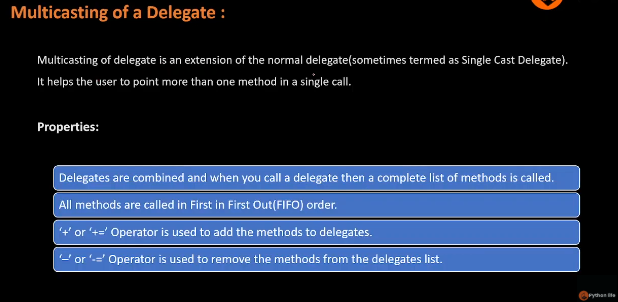 Multicasting of a Delegate :
Multicasting of delegate is an extension of the normal delegate(sometimes termed as Single Cast Delegate).
It helps the user to point more than one method in a single call.
Properties:
Delegates are combined and when you call a delegate then a complete list of methods is called.
All methods are called in First in First Out(FIFO) order.
‘+’ or ‘+=’ Operator is used to add the methods to delegates.
‘–’ or ‘-=’ Operator is used to remove the methods from the delegates list.
Python life